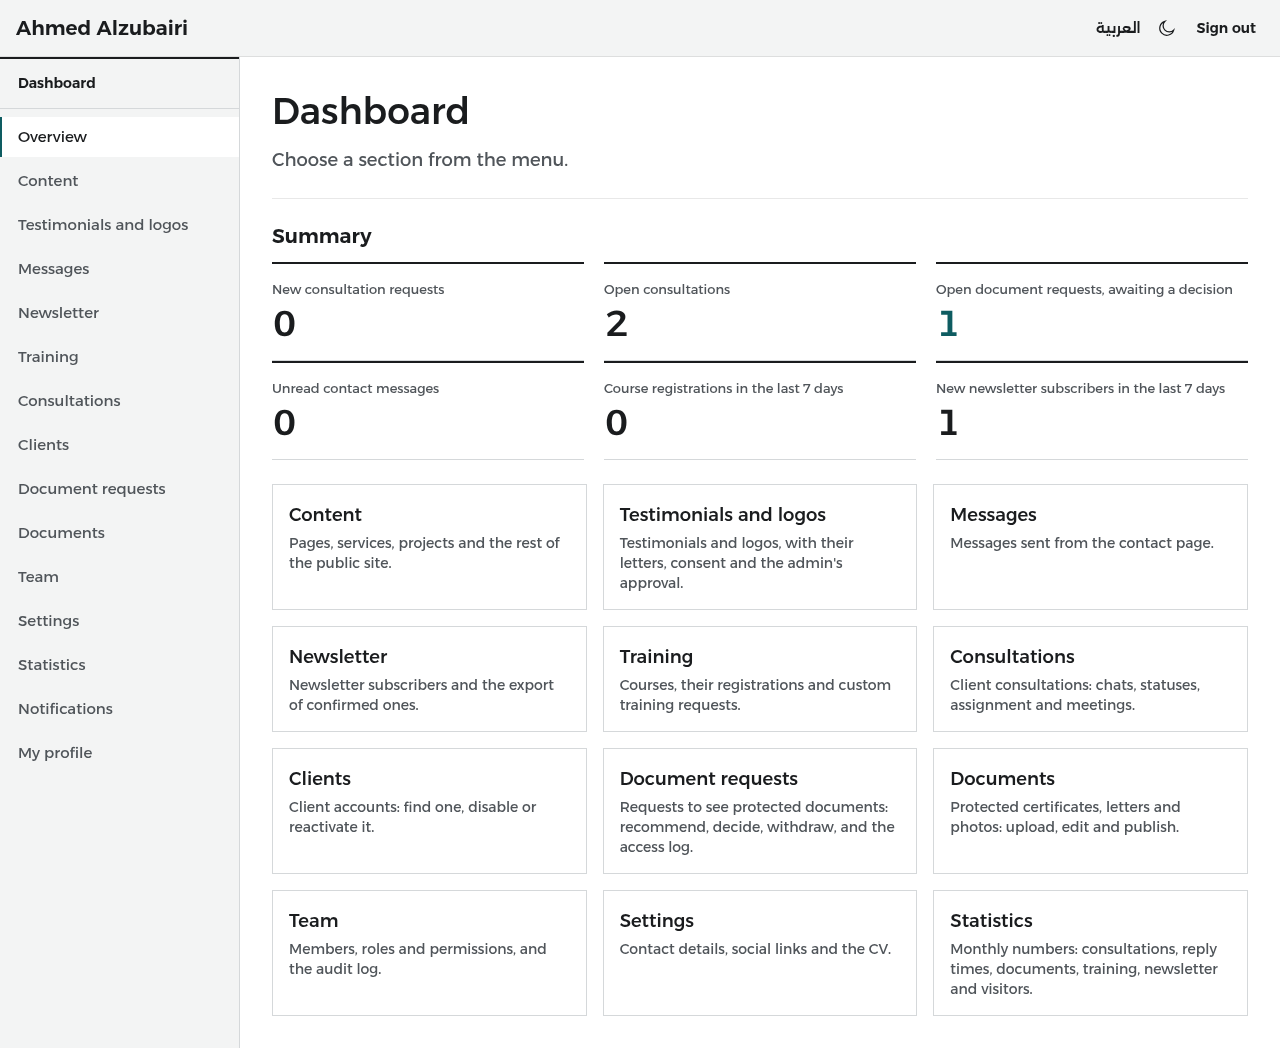 Ahmed Alzubairi
العربية
Sign out
Dashboard
Overview
Content
Testimonials and logos
Messages
Newsletter
Training
Consultations
Clients
Document requests
Documents
Team
Settings
Statistics
Notifications
My profile
Dashboard
Choose a section from the menu.
Summary
New consultation requests
0
Open consultations
2
Open document requests, awaiting a decision
1
Unread contact messages
0
Course registrations in the last 7 days
0
New newsletter subscribers in the last 7 days
1
Content
Pages, services, projects and the rest of
the public site.
Testimonials and logos
Testimonials and logos, with their
letters, consent and the admin's
approval.
Messages
Messages sent from the contact page.
Newsletter
Newsletter subscribers and the export
of confirmed ones.
Training
Courses, their registrations and custom
training requests.
Consultations
Client consultations: chats, statuses,
assignment and meetings.
Clients
Client accounts: find one, disable or
reactivate it.
Document requests
Requests to see protected documents:
recommend, decide, withdraw, and the
access log.
Documents
Protected certificates, letters and
photos: upload, edit and publish.
Team
Members, roles and permissions, and
the audit log.
Settings
Contact details, social links and the CV.
Statistics
Monthly numbers: consultations, reply
times, documents, training, newsletter
and visitors.